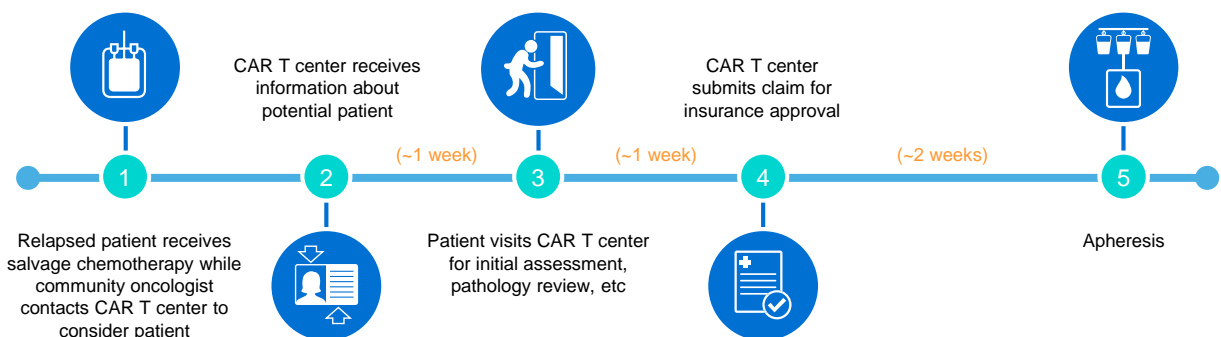 1
Relapsed patient receives
salvage chemotherapy while
community oncologist
contacts CAR T center to
consider patient
CAR T center receives
information about
potential patient
2
(~1 week)
3
Patient visits CAR T center
for initial assessment,
pathology review, etc
(~1 week)
CAR T center
submits claim for
insurance approval
4
(~2 weeks)
5
Apheresis